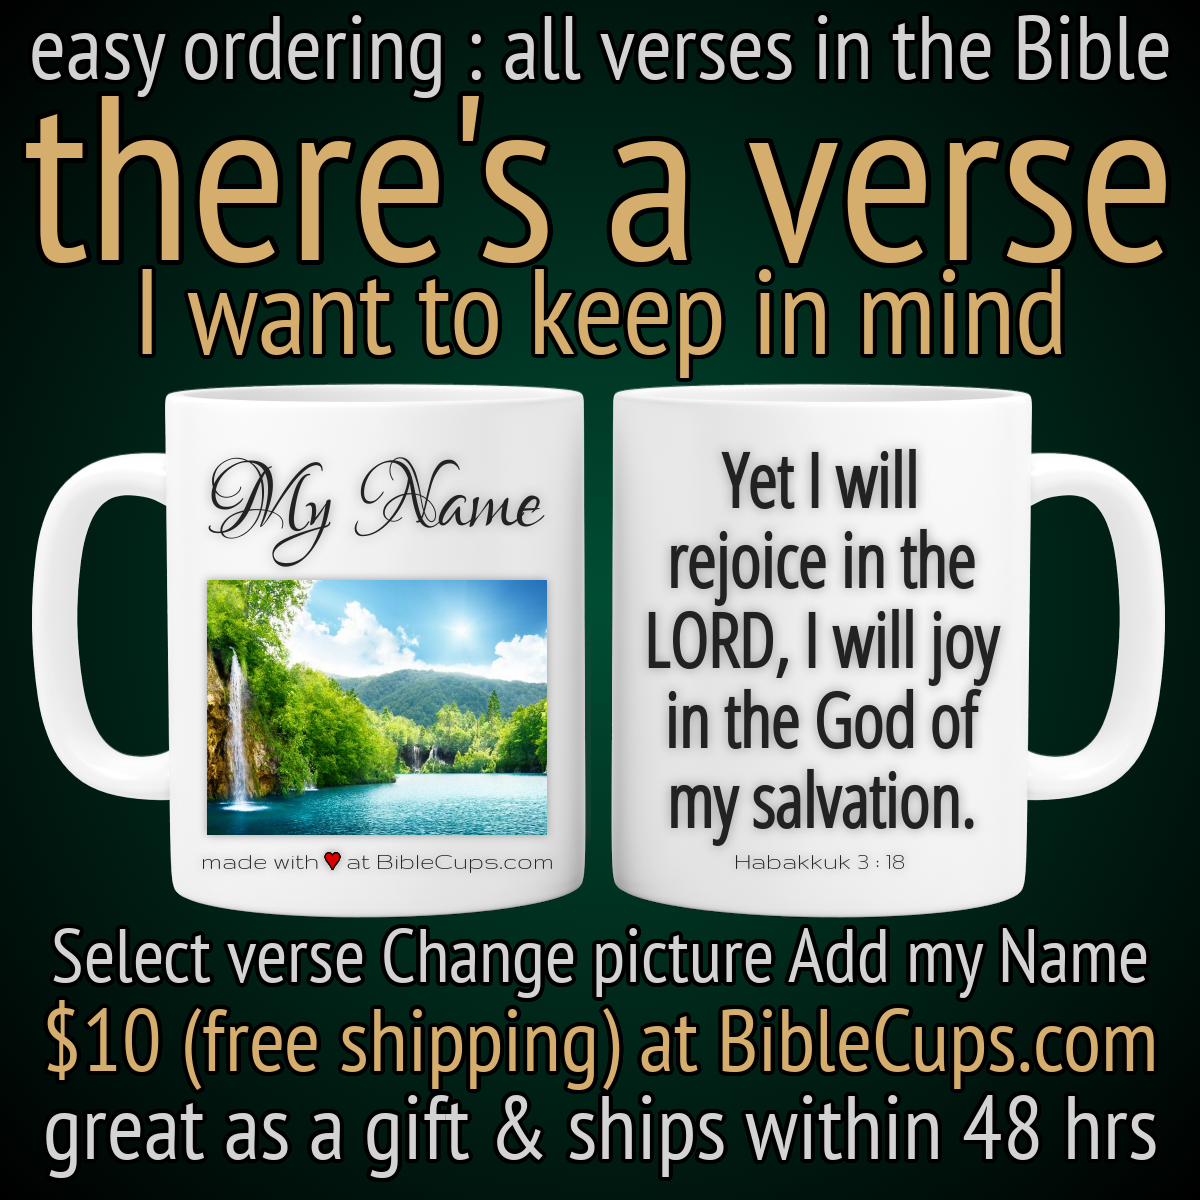 easy ordering : all verses in the Bible
there's a verse
I want to keep in mind
My Name
made with ♥ at BibleCups.com
Yet I will
rejoice in the
LORD, I will joy
in the God of
my salvation.
Habakkuk 3 : 18
Select verse Change picture Add my Name
$10 (free shipping) at BibleCups.com
great as a gift & ships within 48 hrs